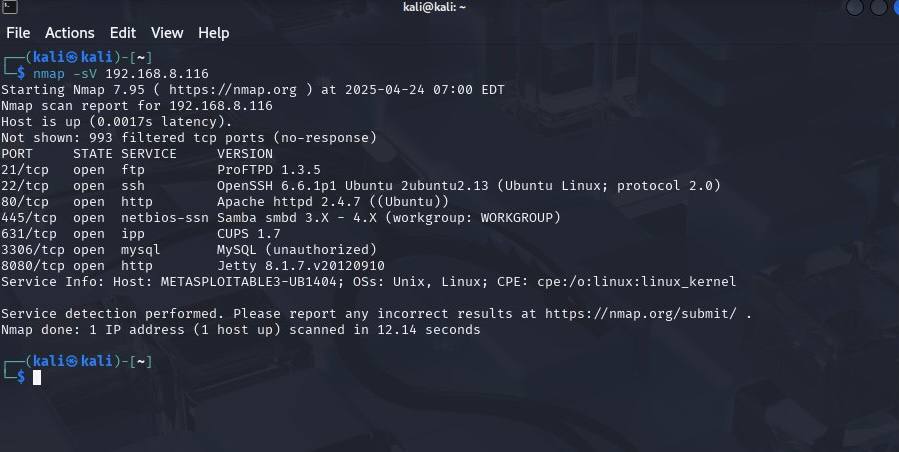 kali@kali: ~
File Actions Edit View Help
┌──(kali㉿kali)-[~]
└─$ nmap -sV 192.168.8.116
Starting Nmap 7.95 ( https://nmap.org ) at 2025-04-24 07:00 EDT
Nmap scan report for 192.168.8.116
Host is up (0.0017s latency).
Not shown: 993 filtered tcp ports (no-response)
PORT     STATE SERVICE     VERSION
21/tcp   open  ftp         ProFTPD 1.3.5
22/tcp   open  ssh         OpenSSH 6.6.1p1 Ubuntu 2ubuntu2.13 (Ubuntu Linux; protocol 2.0)
80/tcp   open  http        Apache httpd 2.4.7 ((Ubuntu))
445/tcp  open  netbios-ssn Samba smbd 3.X - 4.X (workgroup: WORKGROUP)
631/tcp  open  ipp         CUPS 1.7
3306/tcp open  mysql       MySQL (unauthorized)
8080/tcp open  http        Jetty 8.1.7.v20120910
Service Info: Host: METASPLOITABLE3-UB1404; OSs: Unix, Linux; CPE: cpe:/o:linux:linux_kernel
Service detection performed. Please report any incorrect results at https://nmap.org/submit/ .
Nmap done: 1 IP address (1 host up) scanned in 12.14 seconds
┌──(kali㉿kali)-[~]
└─$